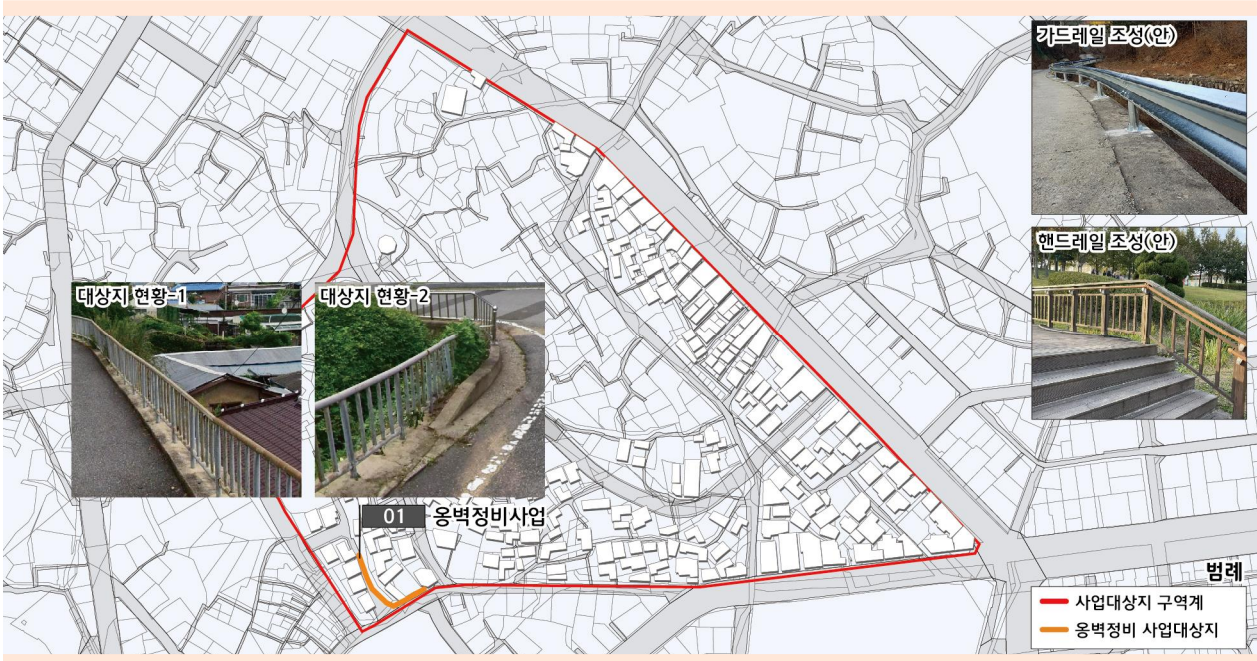 가드레일 조성(안)
핸드레일 조성(안)
대상지 현황-1
대상지 현황-2
01 옹벽정비사업
범례
사업대상지 구역계
옹벽정비 사업대상지